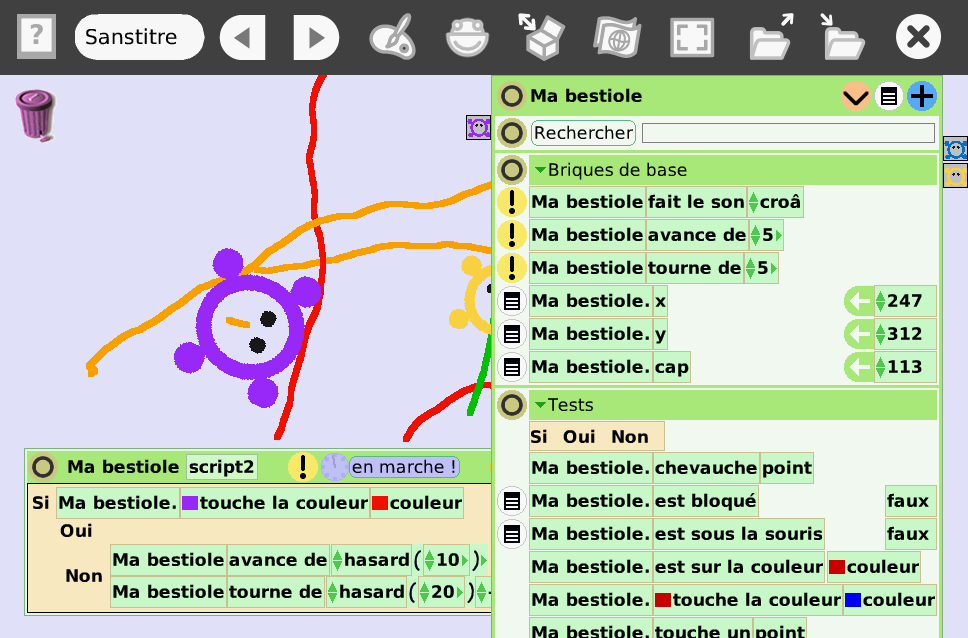 ?
Sanstitre
Ma bestiole
Rechercher
Briques de base
! Ma bestiole fait le son croâ
! Ma bestiole avance de 5
! Ma bestiole tourne de 5
Ma bestiole. x 247
Ma bestiole. y 312
Ma bestiole. cap 113
Tests
Si Oui Non
Ma bestiole. chevauche point
Ma bestiole. est bloqué faux
Ma bestiole. est sous la souris faux
Ma bestiole. est sur la couleur couleur
Ma bestiole. touche la couleur couleur
Ma bestiole. touche un point
Ma bestiole script2 ! en marche !
Si Ma bestiole. touche la couleur couleur
Oui
Non
Ma bestiole avance de hasard ( 10 )
Ma bestiole tourne de hasard ( 20 ) -